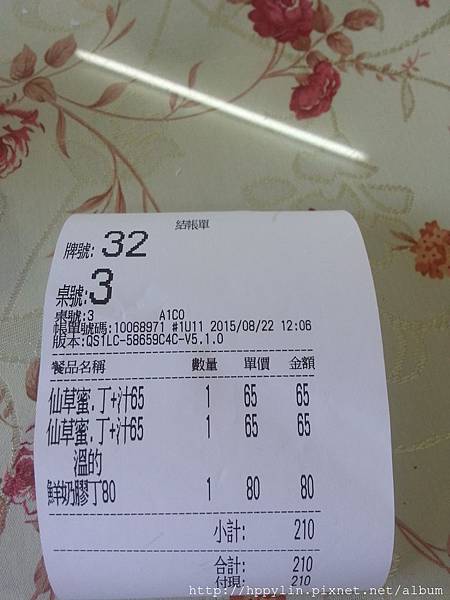 結帳單
牌號: 32
桌號:3
桌號:3 A1C0
帳單號碼:10068971 #1U11 2015/08/22 12:06
版本:QS1LC-58659C4C-V5.1.0
餐品名稱 數量 單價 金額
仙草蜜.丁+汁65 1 65 65
仙草蜜.丁+汁65 1 65 65
溫的
鮮奶膠丁80 1 80 80
小計: 210
合計: 210
付現: 210
http://hppylin.pixnet.net/album